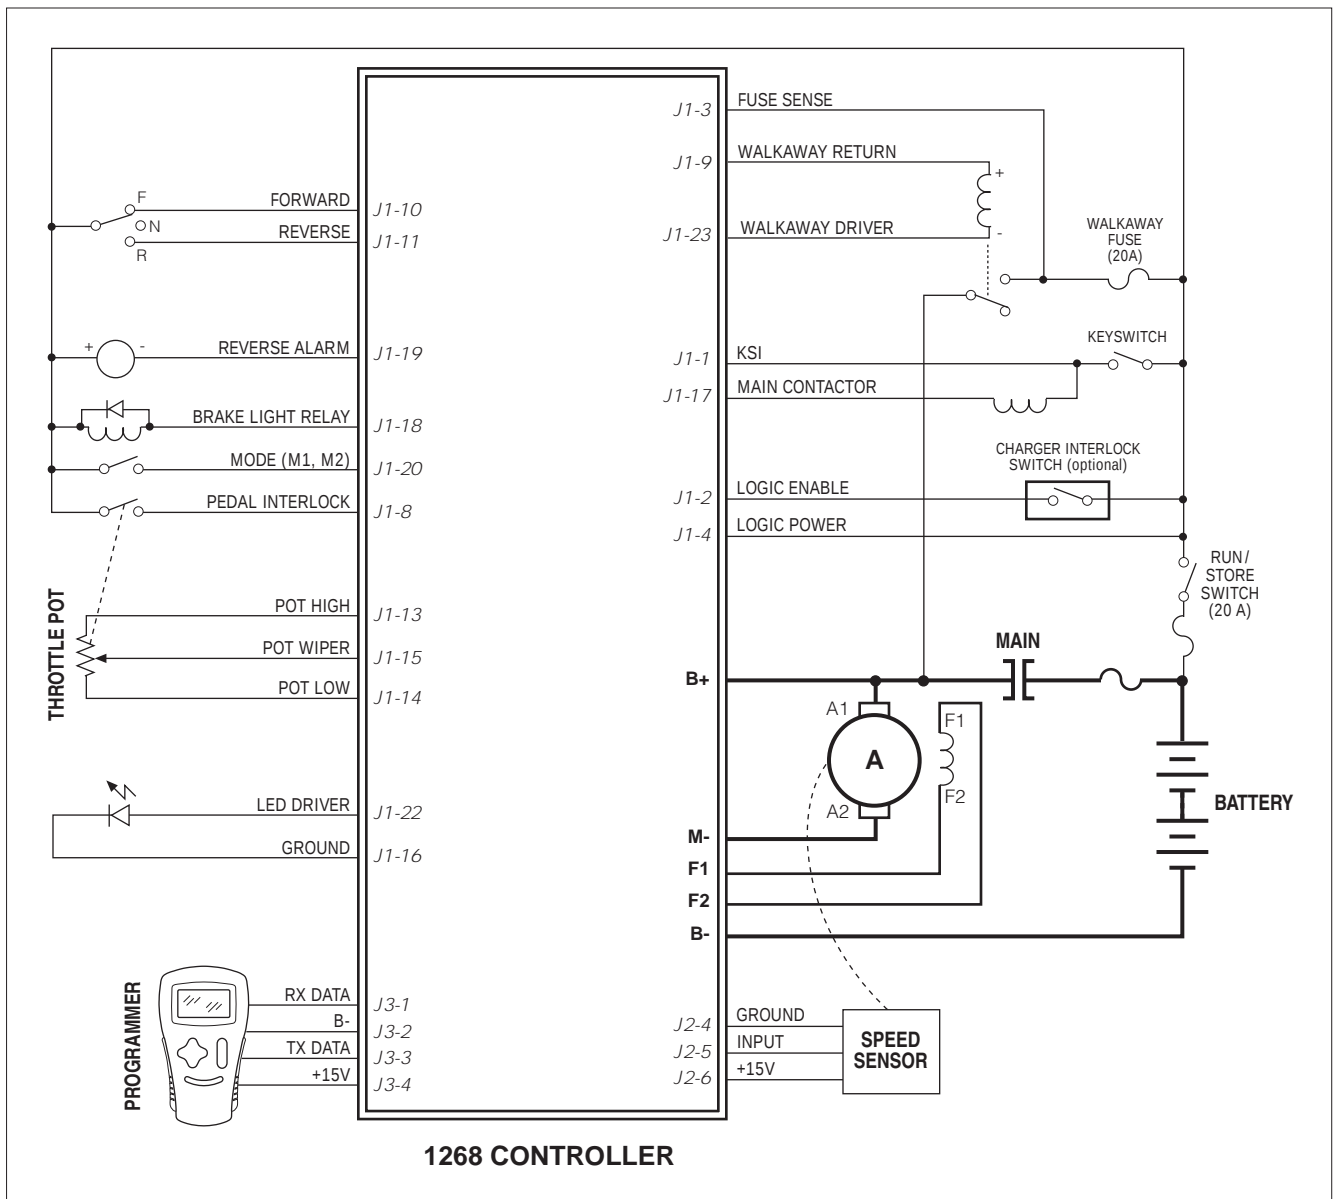 FUSE SENSE
J1-3
WALKAWAY RETURN
J1-9
+
WALKAWAY DRIVER
J1-23
-
WALKAWAY
FUSE
(20A)
F
FORWARD
J1-10
N
REVERSE
J1-11
R
KEYSWITCH
+
-
REVERSE ALARM
J1-19
J1-1
KSI
J1-17
MAIN CONTACTOR
BRAKE LIGHT RELAY
J1-18
CHARGER INTERLOCK
SWITCH (optional)
MODE (M1, M2)
J1-20
J1-2
LOGIC ENABLE
PEDAL INTERLOCK
J1-8
J1-4
LOGIC POWER
RUN/
STORE
SWITCH
(20 A)
THROTTLE POT
POT HIGH
J1-13
POT WIPER
J1-15
POT LOW
J1-14
MAIN
B+
A1
F1
A
F2
A2
BATTERY
LED DRIVER
J1-22
GROUND
J1-16
M-
F1
F2
B-
PROGRAMMER
RX DATA
J3-1
B-
J3-2
TX DATA
J3-3
+15V
J3-4
J2-4
GROUND
J2-5
INPUT
J2-6
+15V
SPEED
SENSOR
1268 CONTROLLER